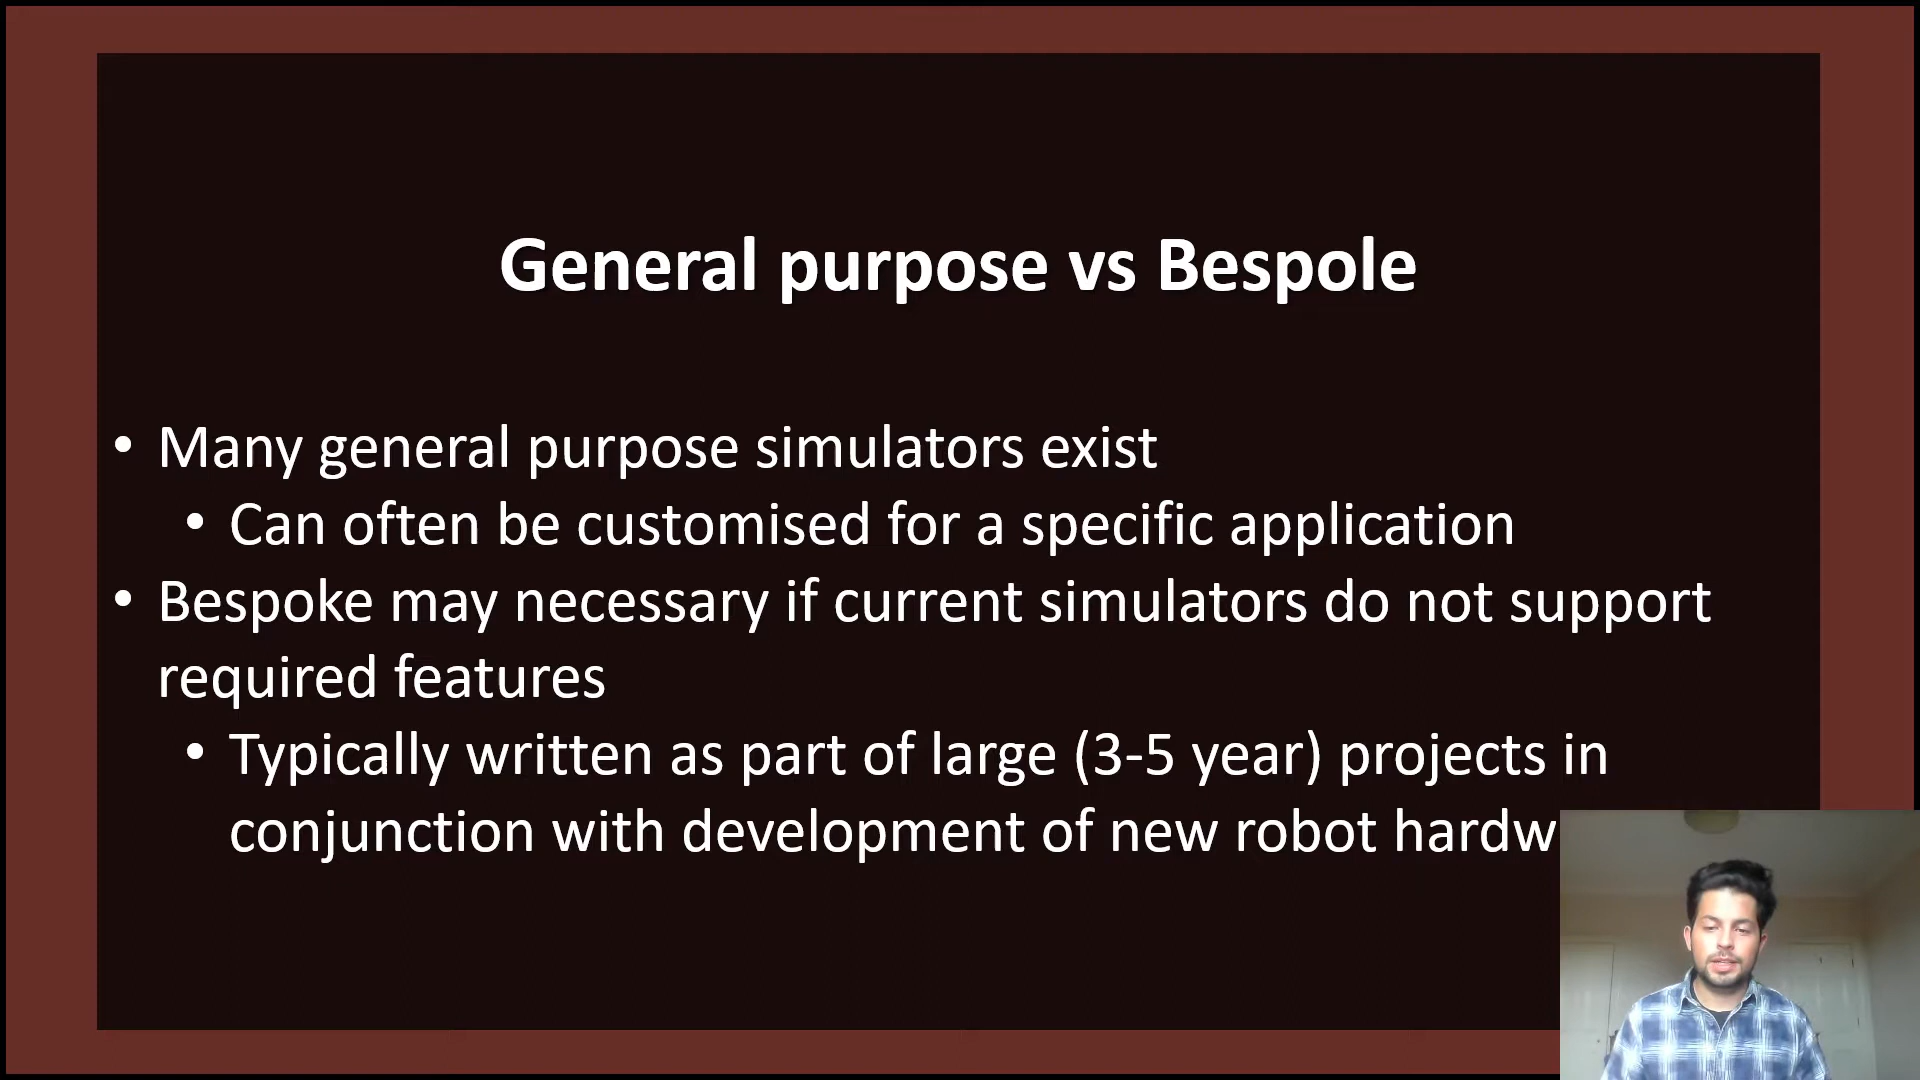 General purpose vs Bespole
• Many general purpose simulators exist
• Can often be customised for a specific application
• Bespoke may necessary if current simulators do not support
required features
• Typically written as part of large (3-5 year) projects in
conjunction with development of new robot hardw